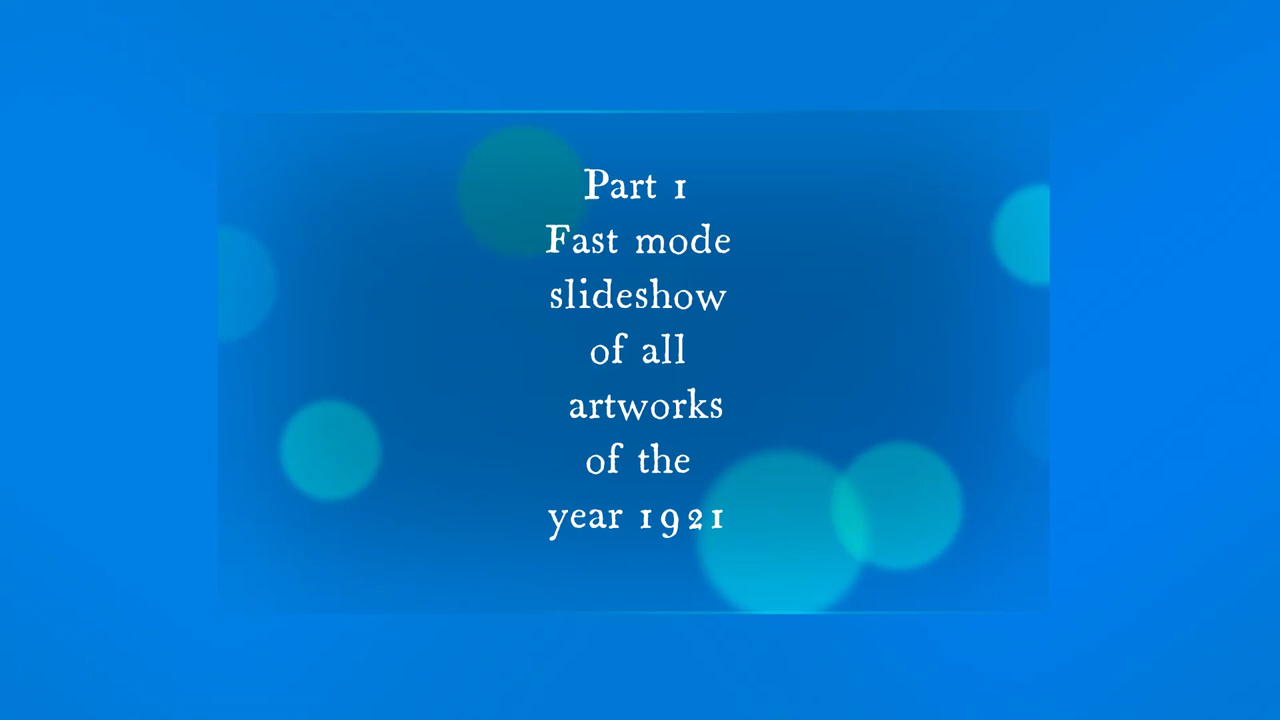 Part 1
Fast mode
slideshow
of all
artworks
of the
year 1921